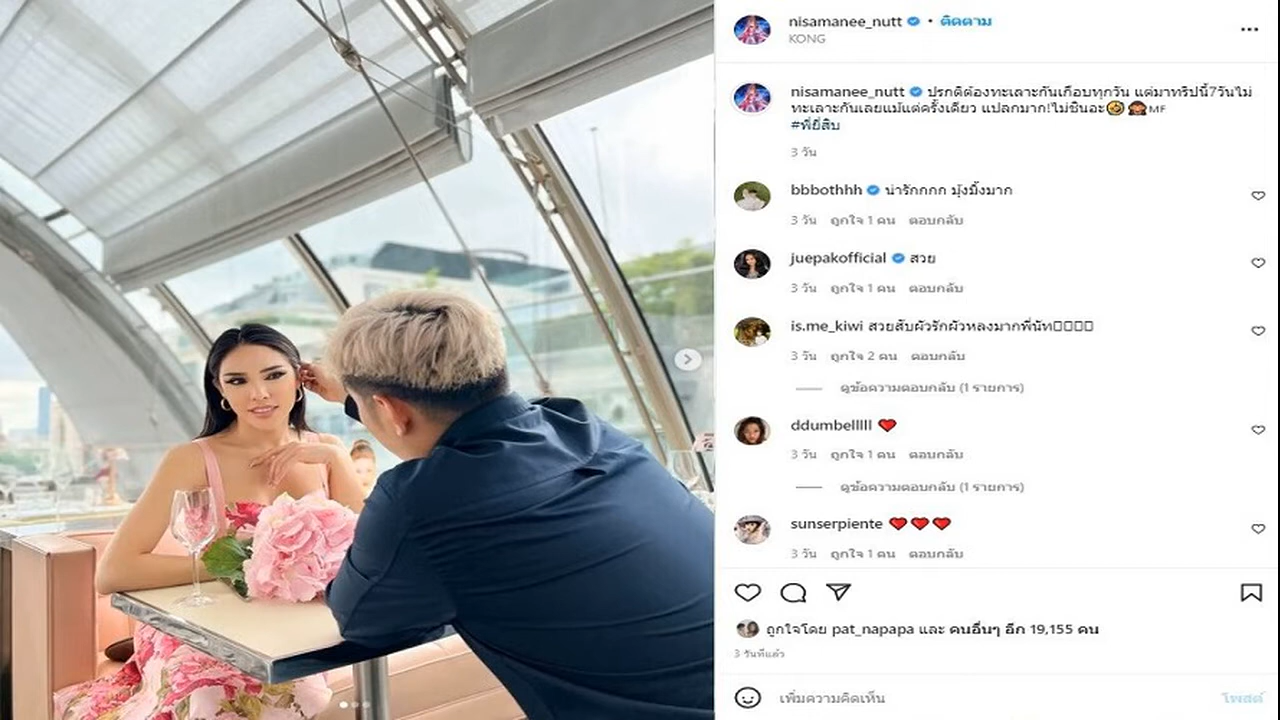 nisamanee_nutt • ติดตาม
KONG
nisamanee_nutt ปรกติต้องทะเลาะกันเกือบทุกวัน แต่มาทริปนี้7วันไม่
ทะเลาะกันเลยแม้แต่ครั้งเดียว แปลกมาก!ไม่ชินอะ🤣🙈MF
#พี่ยี่สิบ
3 วัน
bbbothhh น่ารักกกก มุ้งมิ้งมาก
3 วัน ถูกใจ 1 คน ตอบกลับ
juepakofficial สวย
3 วัน ถูกใจ 1 คน ตอบกลับ
is.me_kiwi สวยสับผัวรักผัวหลงมากพี่นัท
3 วัน ถูกใจ 2 คน ตอบกลับ
ดูข้อความตอบกลับ (1 รายการ)
ddumbelllll ❤️
3 วัน ถูกใจ 1 คน ตอบกลับ
ดูข้อความตอบกลับ (1 รายการ)
sunserpiente ❤️❤️❤️
3 วัน ถูกใจ 1 คน ตอบกลับ
ถูกใจโดย pat_napapa และ คนอื่นๆ อีก 19,155 คน
3 วันที่แล้ว
เพิ่มความคิดเห็น โพสต์